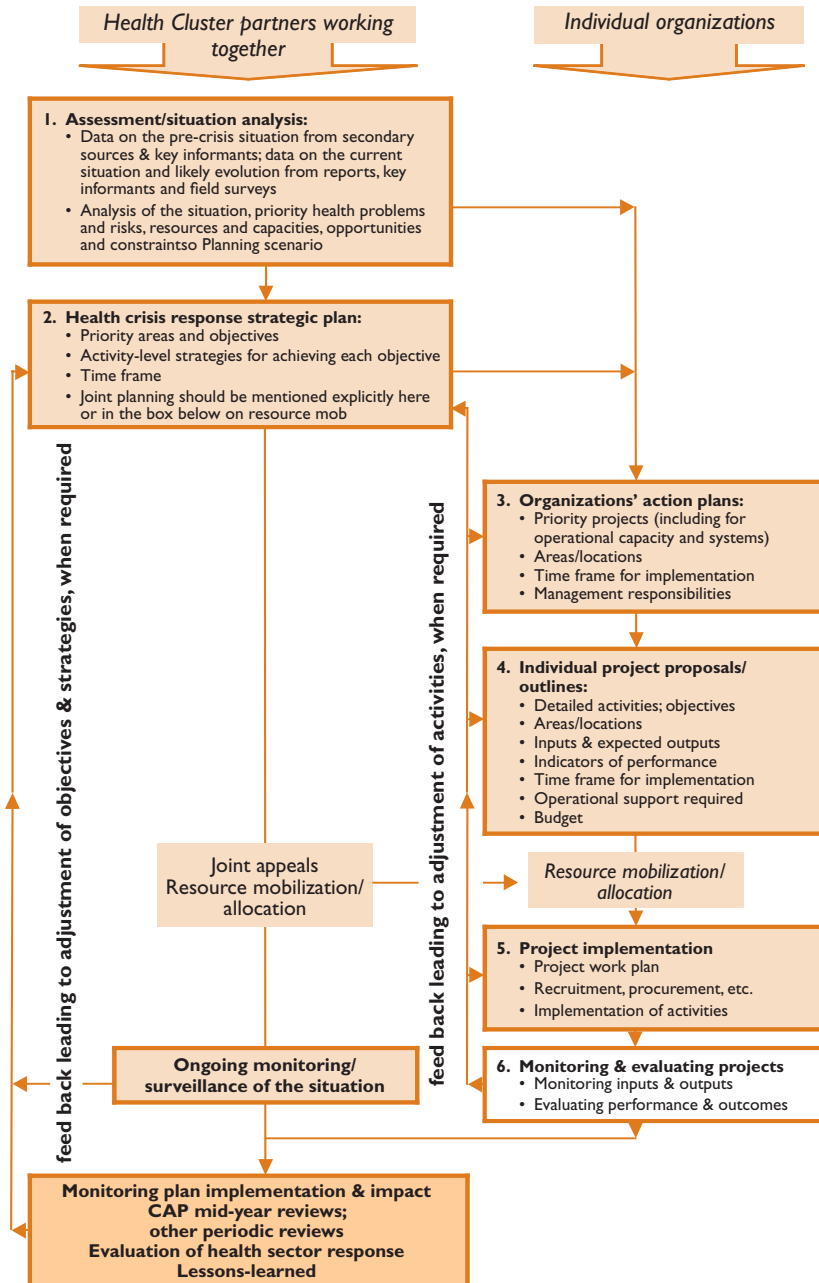 Health Cluster partners working
together
Individual organizations
1. Assessment/situation analysis:
• Data on the pre-crisis situation from secondary
sources & key informants; data on the current
situation and likely evolution from reports, key
informants and field surveys
• Analysis of the situation, priority health problems
and risks, resources and capacities, opportunities
and constraintso Planning scenario
2. Health crisis response strategic plan:
• Priority areas and objectives
• Activity-level strategies for achieving each objective
• Time frame
• Joint planning should be mentioned explicitly here
or in the box below on resource mob
feed back leading to adjustment of objectives & strategies, when required
feed back leading to adjustment of activities, when required
3. Organizations’ action plans:
• Priority projects (including for
operational capacity and systems)
• Areas/locations
• Time frame for implementation
• Management responsibilities
4. Individual project proposals/
outlines:
• Detailed activities; objectives
• Areas/locations
• Inputs & expected outputs
• Indicators of performance
• Time frame for implementation
• Operational support required
• Budget
Joint appeals
Resource mobilization/
allocation
Resource mobilization/
allocation
5. Project implementation
• Project work plan
• Recruitment, procurement, etc.
• Implementation of activities
Ongoing monitoring/
surveillance of the situation
6. Monitoring & evaluating projects
• Monitoring inputs & outputs
• Evaluating performance & outcomes
Monitoring plan implementation & impact
CAP mid-year reviews;
other periodic reviews
Evaluation of health sector response
Lessons-learned